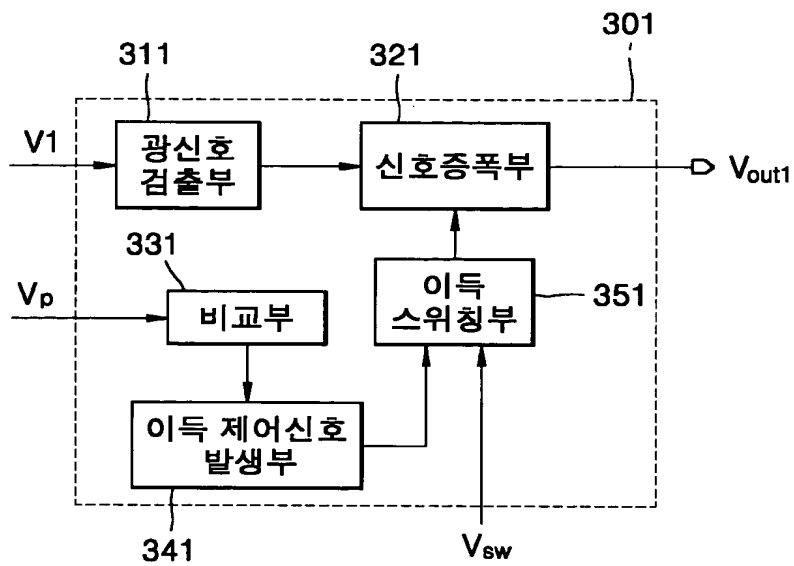 301
311
321
V1
광신호
검출부
신호증폭부
Vout1
331
Vp
비교부
이득
스위칭부
351
이득 제어신호
발생부
341
Vsw